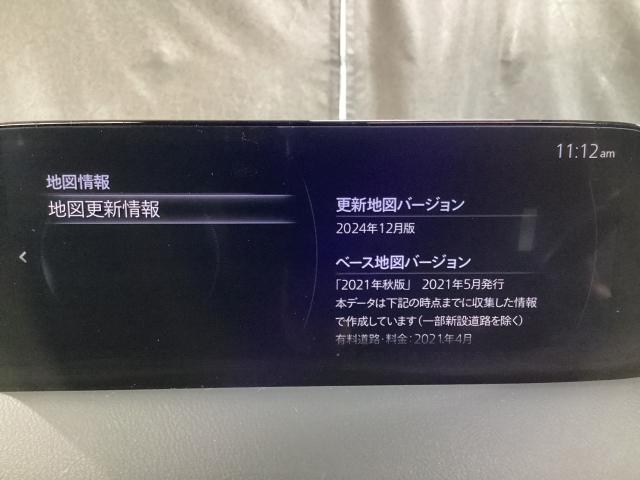 11:12 am
地図情報
地図更新情報
更新地図バージョン
2024年12月版
ベース地図バージョン
「2021年秋版」 2021年5月発行
本データは下記の時点までに収集した情報
で作成しています(一部新設道路を除く)
有料道路・料金：2021年4月